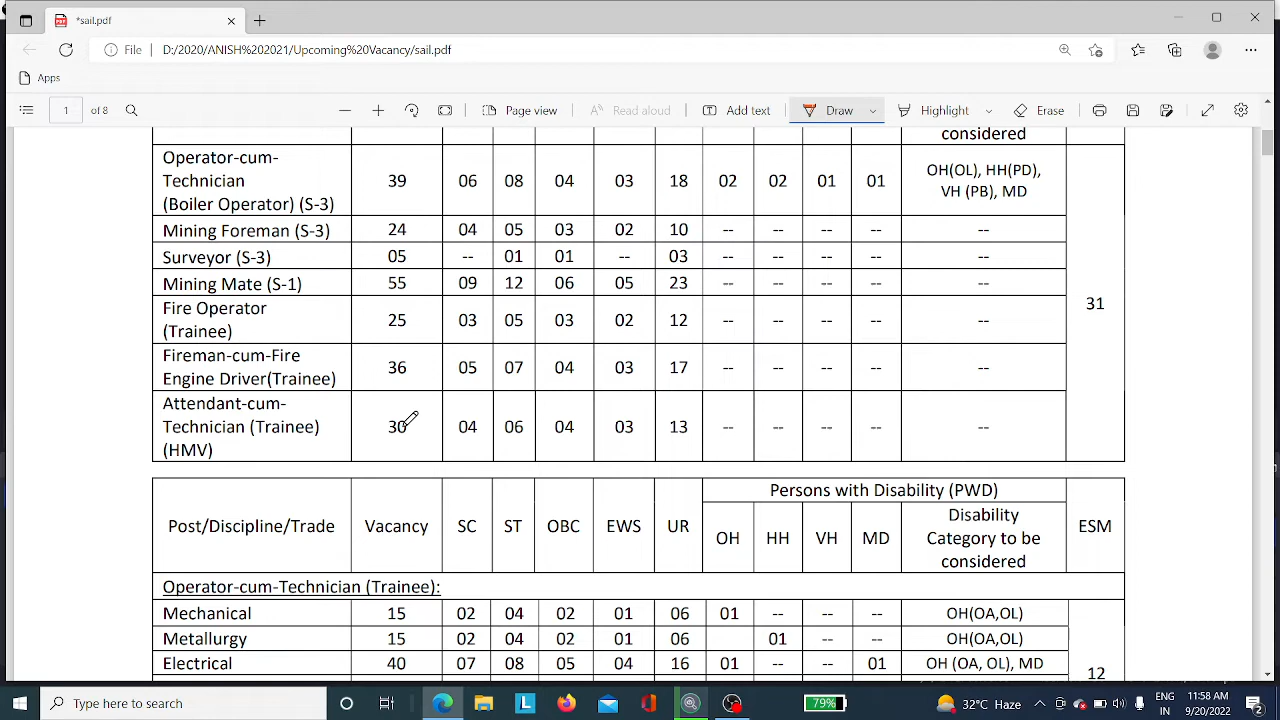 *sail.pdf
File | D:/2020/ANISH%202021/Upcoming%20Vacancy/sail.pdf
Apps
1 of 8 Page view Read aloud Add text Draw Highlight Erase
considered
Operator-cum-
Technician
(Boiler Operator) (S-3) 39 06 08 04 03 18 02 02 01 01 OH(OL), HH(PD),
VH (PB), MD
Mining Foreman (S-3) 24 04 05 03 02 10 -- -- -- -- --
Surveyor (S-3) 05 -- 01 01 -- 03 -- -- -- -- --
Mining Mate (S-1) 55 09 12 06 05 23 -- -- -- -- --
31
Fire Operator
(Trainee) 25 03 05 03 02 12 -- -- -- -- --
Fireman-cum-Fire
Engine Driver(Trainee) 36 05 07 04 03 17 -- -- -- -- --
Attendant-cum-
Technician (Trainee) 30 04 06 04 03 13 -- -- -- -- --
(HMV)
Persons with Disability (PWD)
Post/Discipline/Trade Vacancy SC ST OBC EWS UR OH HH VH MD Disability
Category to be
considered ESM
Operator-cum-Technician (Trainee):
Mechanical 15 02 04 02 01 06 01 -- -- -- OH(OA,OL)
Metallurgy 15 02 04 02 01 06 01 -- -- OH(OA,OL)
Electrical 40 07 08 05 04 16 01 -- -- 01 OH (OA, OL), MD
12
Type here to search 79% 32°C Haze ENG 11:58 AM
IN 9/20/2022 2